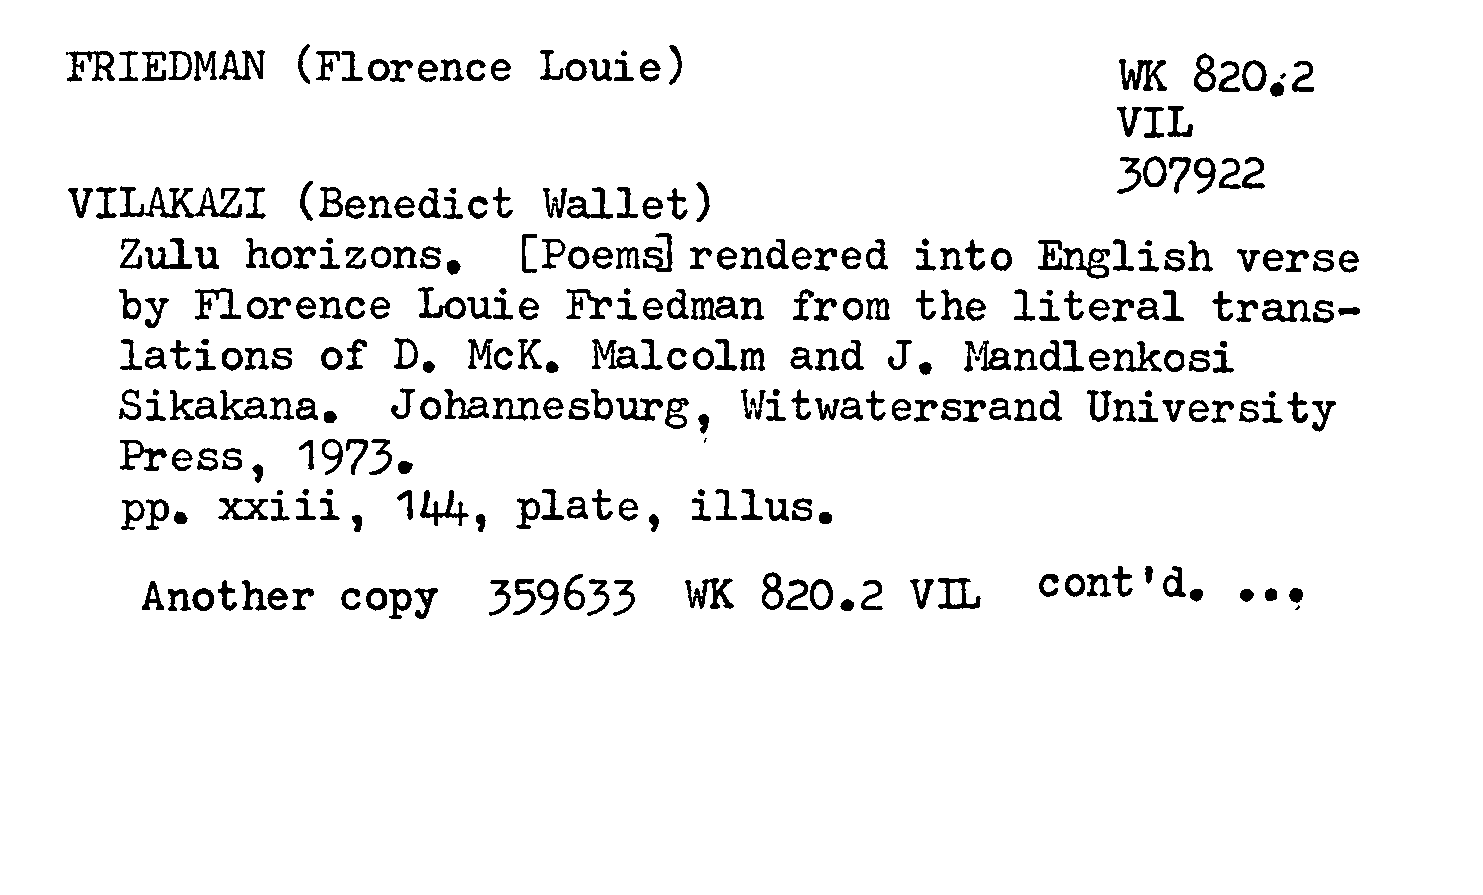 FRIEDMAN (Florence Louie)
WK 820.2
VIL
307922
VILAKAZI (Benedict Wallet)
Zulu horizons. [Poems] rendered into English verse
by Florence Louie Friedman from the literal trans-
lations of D. McK. Malcolm and J. Mandlenkosi
Sikakana. Johannesburg, Witwatersrand University
Press, 1973.
pp. xxiii, 144, plate, illus.
Another copy 359633 WK 820.2 VIL cont'd. ...